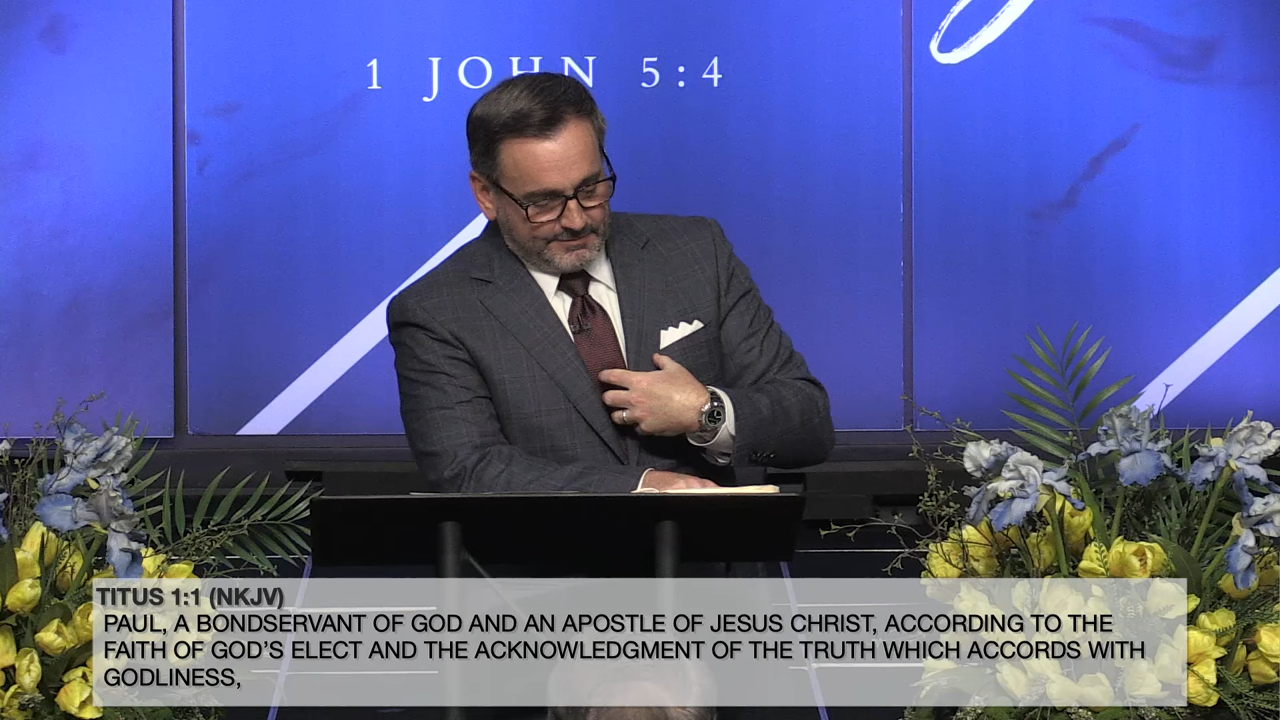 1 JOHN 5:4
TITUS 1:1 (NKJV)
PAUL, A BONDSERVANT OF GOD AND AN APOSTLE OF JESUS CHRIST, ACCORDING TO THE
FAITH OF GOD'S ELECT AND THE ACKNOWLEDGMENT OF THE TRUTH WHICH ACCORDS WITH
GODLINESS,